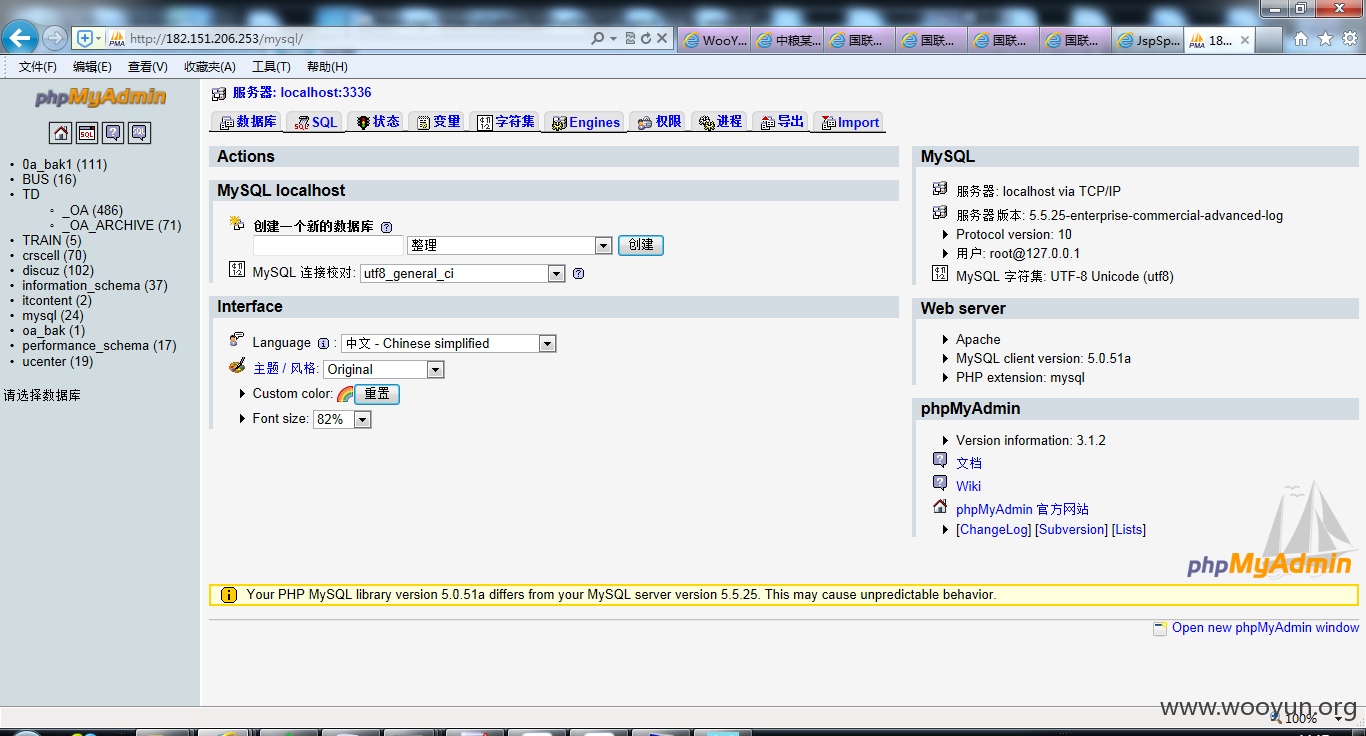 http://182.151.206.253/mysql/
WooY...
中粮某...
国联...
国联...
国联...
国联...
JspSp...
18...
文件(F) 编辑(E) 查看(V) 收藏夹(A) 工具(T) 帮助(H)
phpMyAdmin
0a_bak1 (111)
BUS (16)
TD
_OA (486)
_OA_ARCHIVE (71)
TRAIN (5)
crscell (70)
discuz (102)
information_schema (37)
itcontent (2)
mysql (24)
oa_bak (1)
performance_schema (17)
ucenter (19)
请选择数据库
服务器: localhost:3336
数据库 SQL 状态 变量 字符集 Engines 权限 进程 导出 Import
Actions
MySQL localhost
创建一个新的数据库
整理 创建
MySQL 连接校对: utf8_general_ci
Interface
Language : 中文 - Chinese simplified
主题 / 风格: Original
Custom color: 重置
Font size: 82%
MySQL
服务器: localhost via TCP/IP
服务器版本: 5.5.25-enterprise-commercial-advanced-log
Protocol version: 10
用户: root@127.0.0.1
MySQL 字符集: UTF-8 Unicode (utf8)
Web server
Apache
MySQL client version: 5.0.51a
PHP extension: mysql
phpMyAdmin
Version information: 3.1.2
文档
Wiki
phpMyAdmin 官方网站
[ChangeLog] [Subversion] [Lists]
phpMyAdmin
Your PHP MySQL library version 5.0.51a differs from your MySQL server version 5.5.25. This may cause unpredictable behavior.
Open new phpMyAdmin window
www.wooyun.org
100%